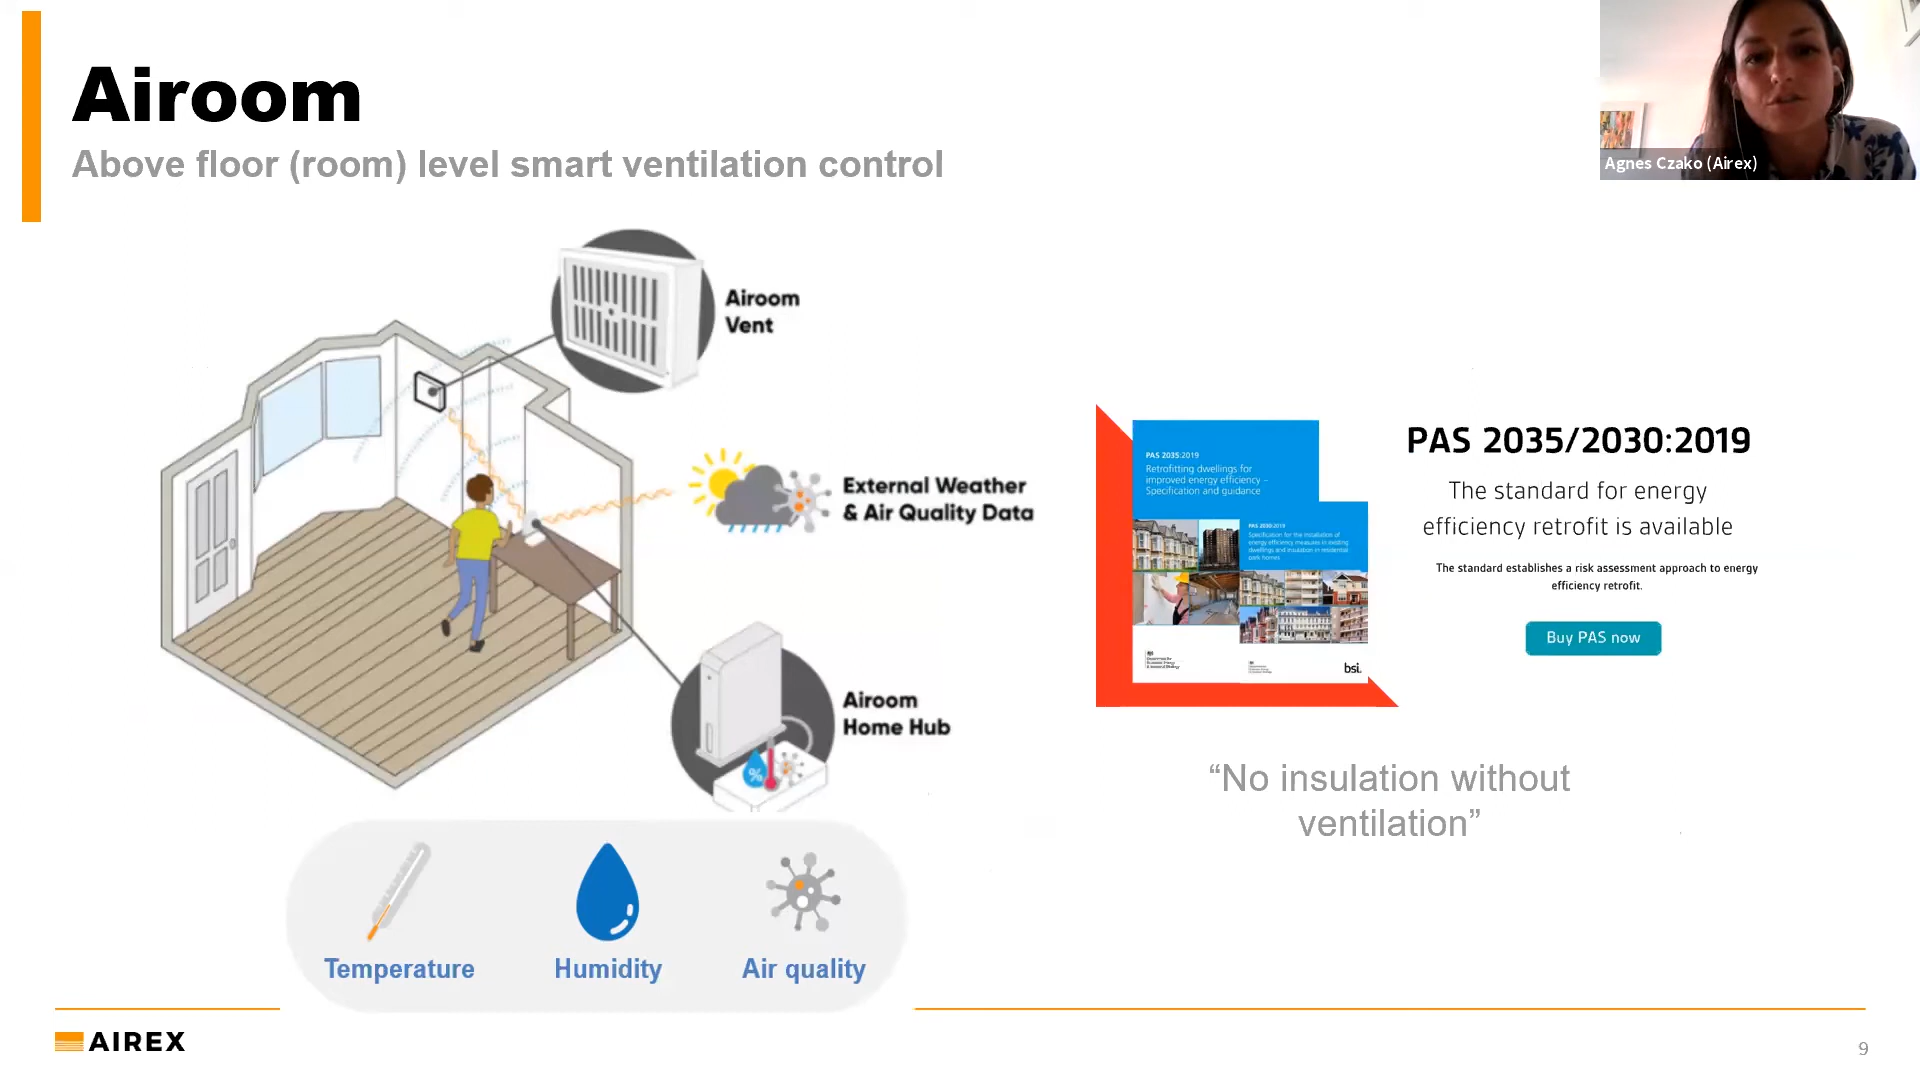 Airoom
Above floor (room) level smart ventilation control
Agnes Czako (Airex)
Airoom
Vent
External Weather
& Air Quality Data
Airoom
Home Hub
%
Temperature
Humidity
Air quality
PAS 2035:2019
Retrofitting dwellings for
improved energy efficiency –
Specification and guidance
PAS 2030:2019
Specification for the installation of
energy efficiency measures in existing
dwellings and insulation in residential
park homes
bsi.
PAS 2035/2030:2019
The standard for energy
efficiency retrofit is available
The standard establishes a risk assessment approach to energy
efficiency retrofit.
Buy PAS now
“No insulation without
ventilation”
AIREX
9